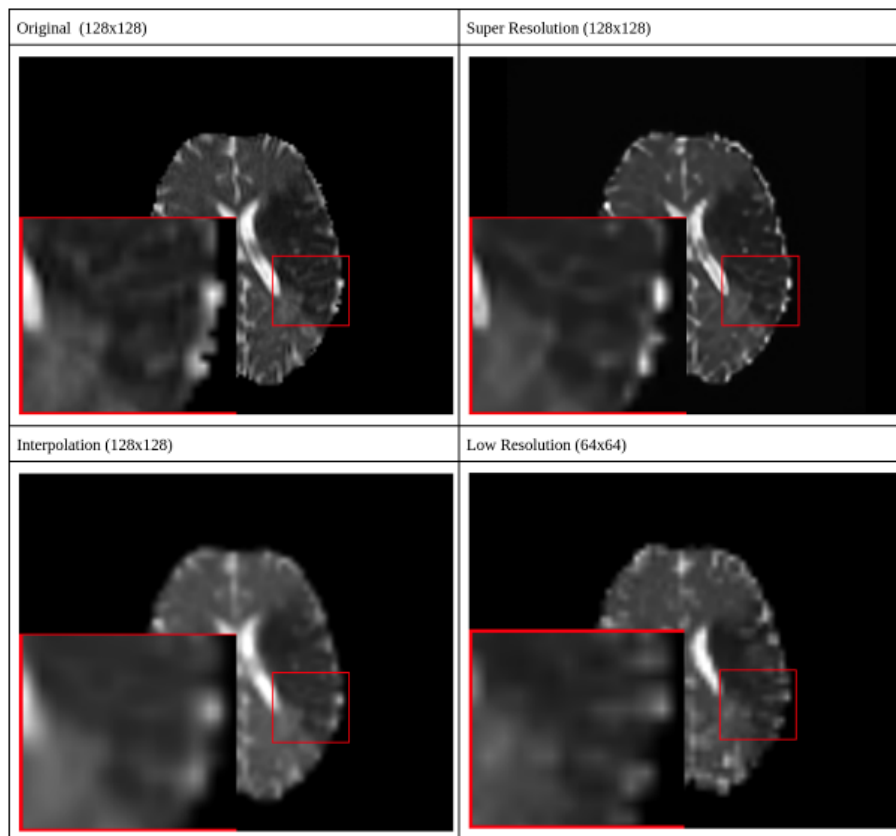 Original (128x128)
Super Resolution (128x128)
Interpolation (128x128)
Low Resolution (64x64)